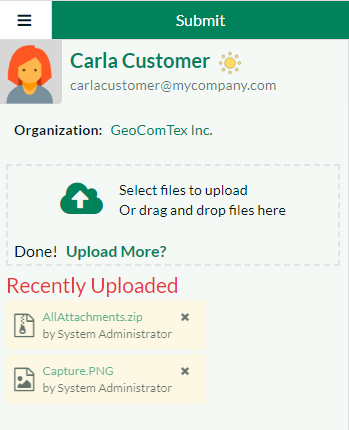 Submit
Carla Customer
carlacustomer@mycompany.com
Organization: GeoComTex Inc.
Select files to upload
Or drag and drop files here
Done! Upload More?
Recently Uploaded
AllAttachments.zip
by System Administrator
Capture.PNG
by System Administrator